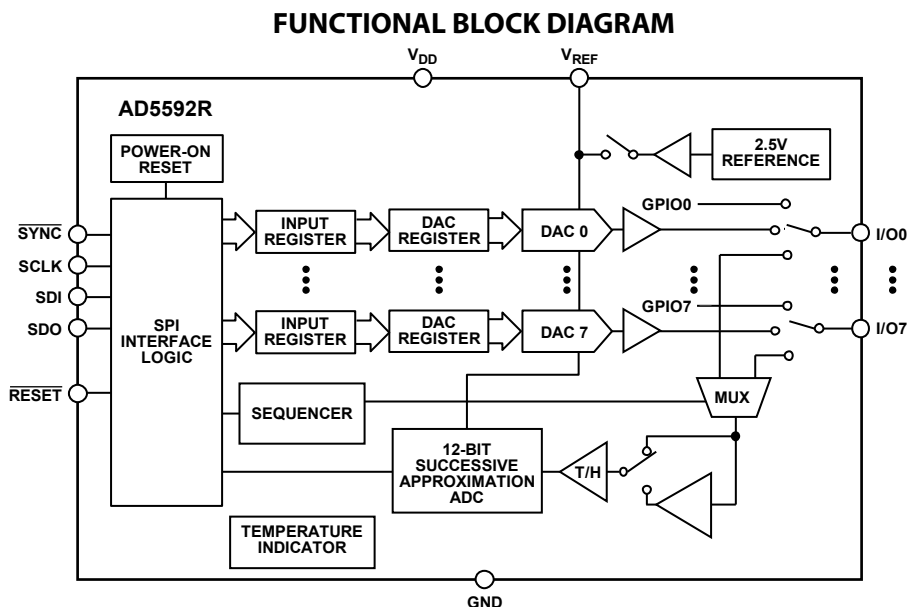 FUNCTIONAL BLOCK DIAGRAM
VDD
VREF
AD5592R
POWER-ON
RESET
2.5V
REFERENCE
GPIO0
SYNC
SCLK
SDI
SDO
RESET
SPI
INTERFACE
LOGIC
INPUT
REGISTER
DAC
REGISTER
DAC 0
I/O0
GPIO7
INPUT
REGISTER
DAC
REGISTER
DAC 7
I/O7
SEQUENCER
MUX
12-BIT
SUCCESSIVE
APPROXIMATION
ADC
T/H
TEMPERATURE
INDICATOR
GND